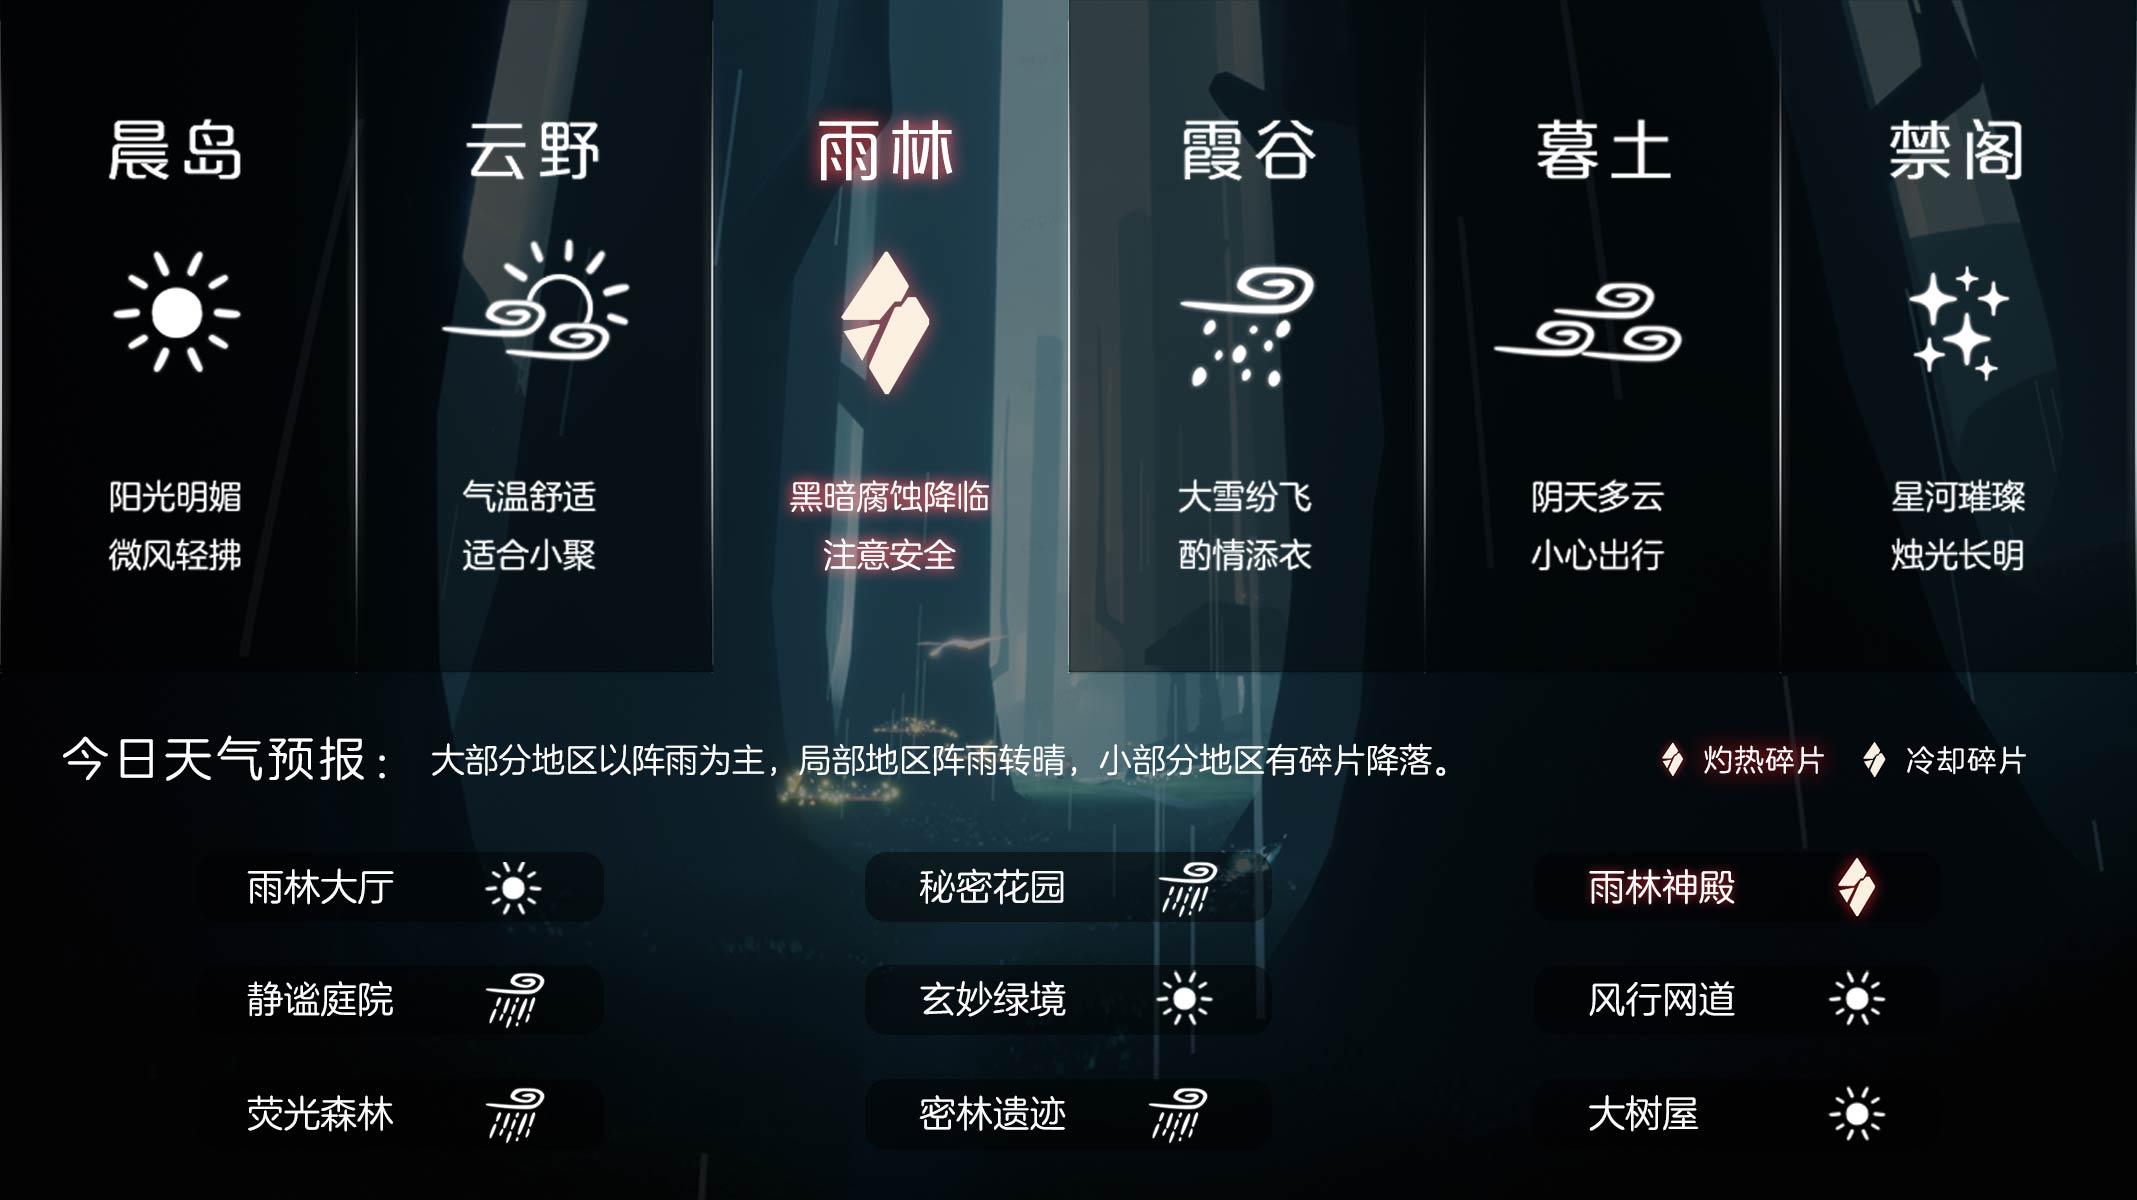 晨岛
云野
雨林
霞谷
暮土
禁阁
阳光明媚
微风轻拂
气温舒适
适合小聚
黑暗腐蚀降临
注意安全
大雪纷飞
酌情添衣
阴天多云
小心出行
星河璀璨
烛光长明
今日天气预报：
大部分地区以阵雨为主，局部地区阵雨转晴，小部分地区有碎片降落。
灼热碎片
冷却碎片
雨林大厅
秘密花园
雨林神殿
静谧庭院
玄妙绿境
风行网道
荧光森林
密林遗迹
大树屋